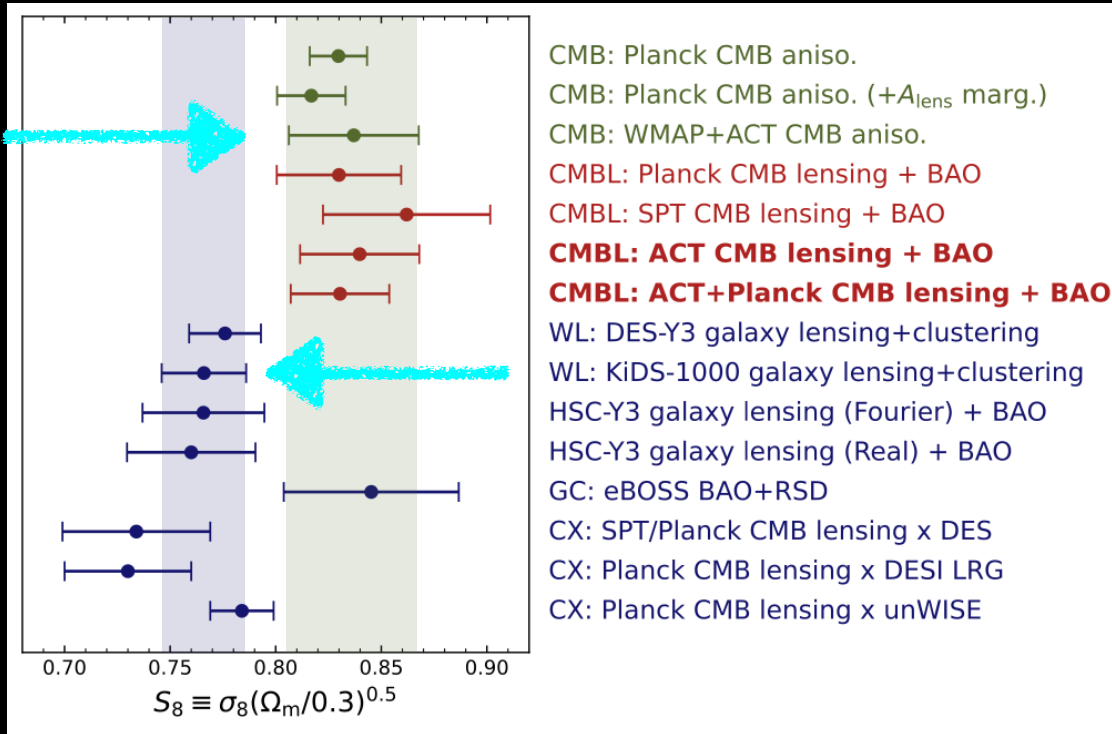 CMB: Planck CMB aniso.
CMB: Planck CMB aniso. (+A_lens marg.)
CMB: WMAP+ACT CMB aniso.
CMBL: Planck CMB lensing + BAO
CMBL: SPT CMB lensing + BAO
CMBL: ACT CMB lensing + BAO
CMBL: ACT+Planck CMB lensing + BAO
WL: DES-Y3 galaxy lensing+clustering
WL: KiDS-1000 galaxy lensing+clustering
HSC-Y3 galaxy lensing (Fourier) + BAO
HSC-Y3 galaxy lensing (Real) + BAO
GC: eBOSS BAO+RSD
CX: SPT/Planck CMB lensing x DES
CX: Planck CMB lensing x DESI LRG
CX: Planck CMB lensing x unWISE
0.70 0.75 0.80 0.85 0.90
S₈ ≡ σ₈(Ωₘ/0.3)^0.5